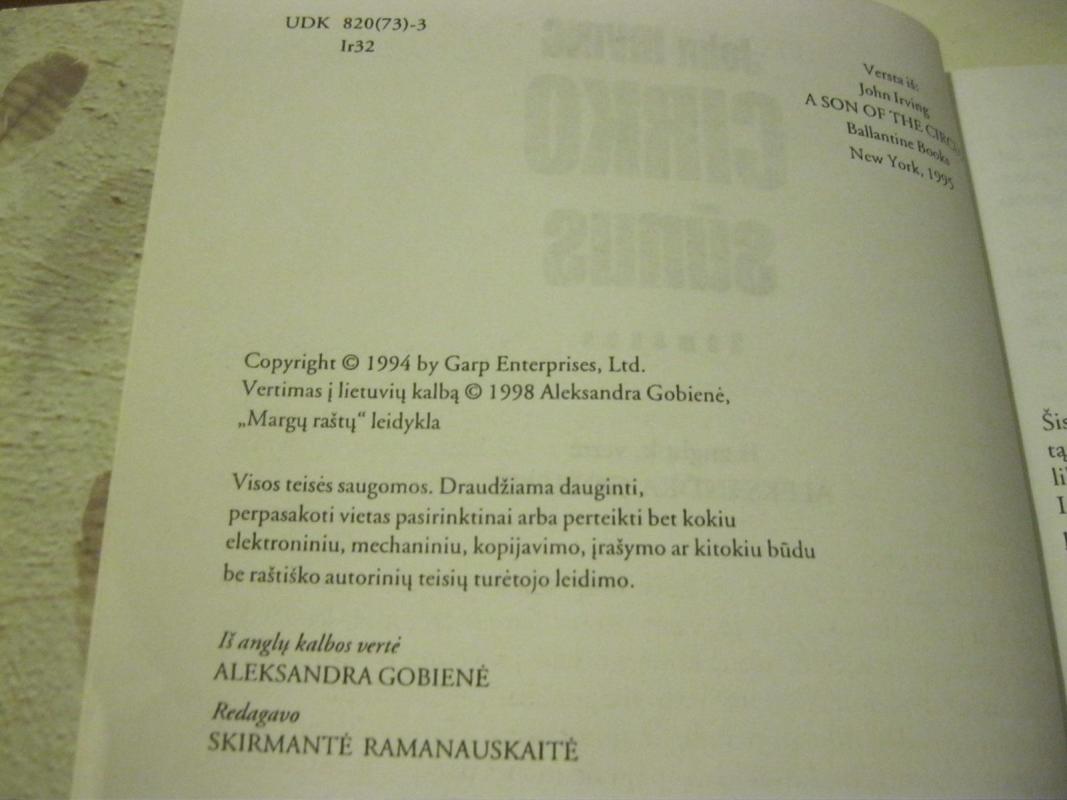 UDK 820(73)-3
Ir32
Versta iš:
John Irving
A SON OF THE
Ballantine Books
New York, 1995
Copyright © 1994 by Garp Enterprises, Ltd.
Vertimas į lietuvių kalbą © 1998 Aleksandra Gobienė,
„Margų raštų“ leidykla
Visos teisės saugomos. Draudžiama dauginti,
perpasakoti vietas pasirinktinai arba perteikti bet kokiu
elektroniniu, mechaniniu, kopijavimo, įrašymo ar kitokiu būdu
be raštiško autorinių teisių turėtojo leidimo.
Iš anglų kalbos vertė
ALEKSANDRA GOBIENĖ
Redagavo
SKIRMANTĖ RAMANAUSKAITĖ